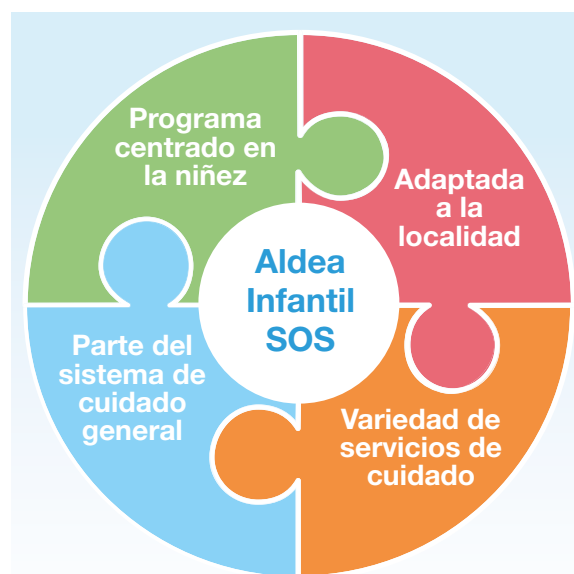 Programa
centrado en
la niñez
Adaptada
a la
localidad
Aldea
Infantil
SOS
Parte del
sistema de
cuidado
general
Variedad de
servicios de
cuidado